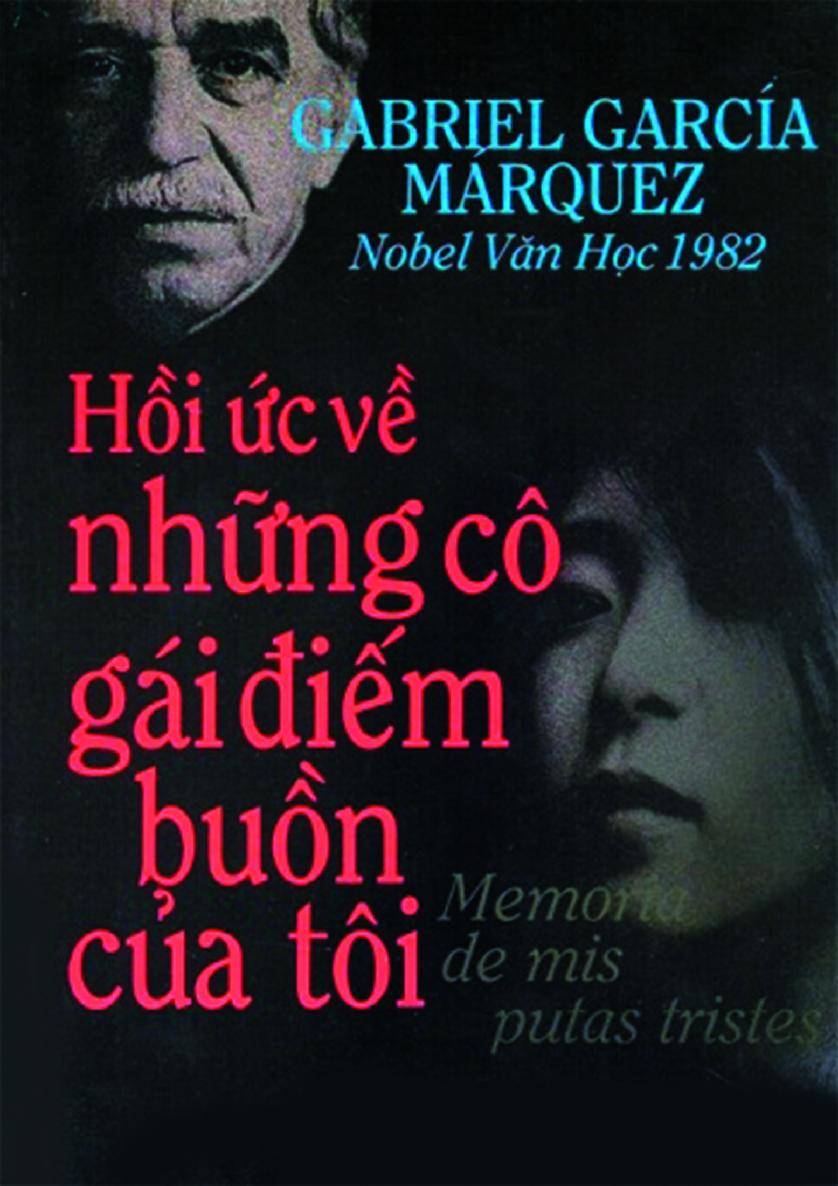 GABRIEL GARCÍA
MÁRQUEZ
Nobel Văn Học 1982
Hồi ức về
những cô
gái điếm
buồn
của tôi
Memoria
de mis
putas tristes